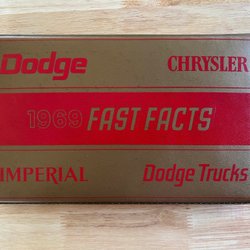 Dodge CHRYSLER
1969 FAST FACTS
IMPERIAL Dodge Trucks